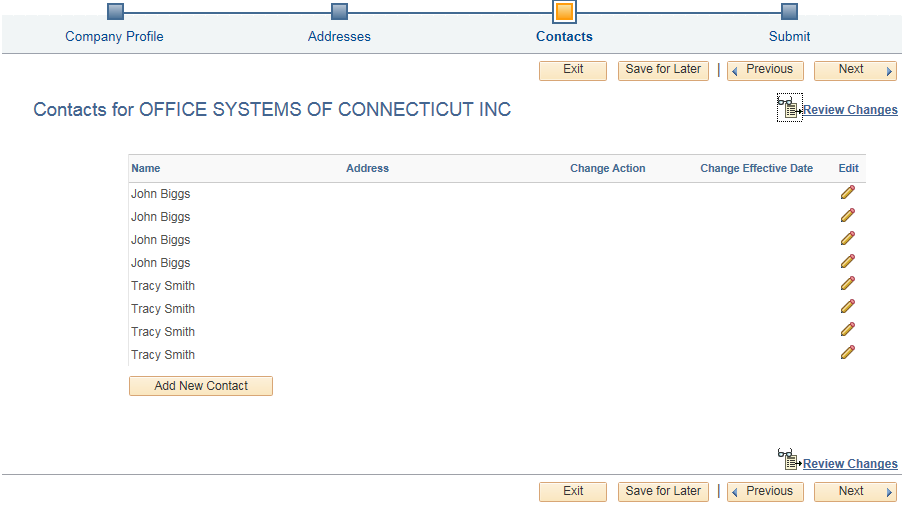 Company Profile Addresses Contacts Submit
Exit Save for Later | Previous Next
Contacts for OFFICE SYSTEMS OF CONNECTICUT INC Review Changes
Name Address Change Action Change Effective Date Edit
John Biggs
John Biggs
John Biggs
John Biggs
Tracy Smith
Tracy Smith
Tracy Smith
Tracy Smith
Add New Contact
Review Changes
Exit Save for Later | Previous Next